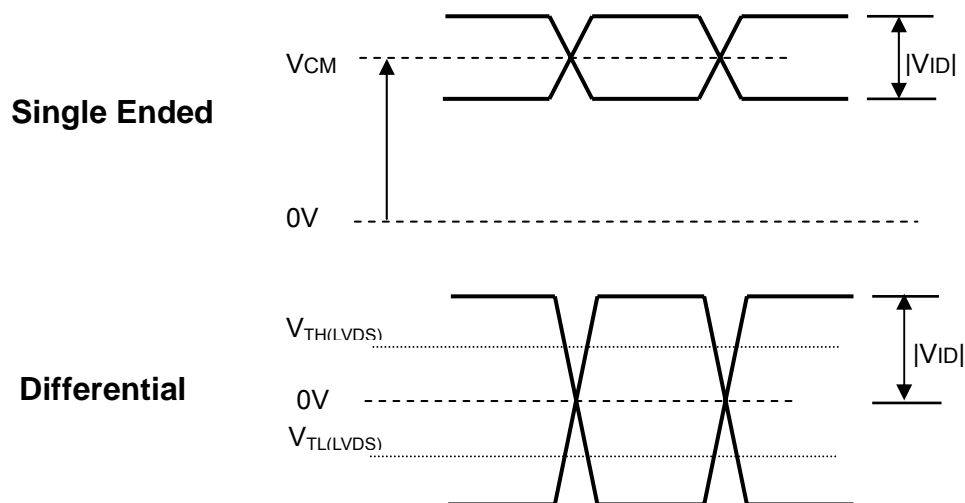 VCM
|VID|
Single Ended
0V
VTH(LVDS)
|VID|
Differential
0V
VTL(LVDS)